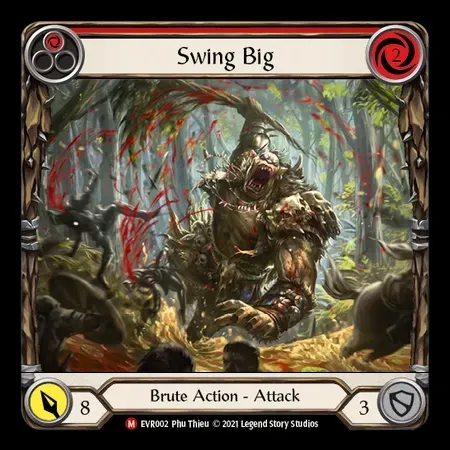 Swing Big
2
Brute Action - Attack
8
3
M EVR002 Phu Thieu © 2021 Legend Story Studios